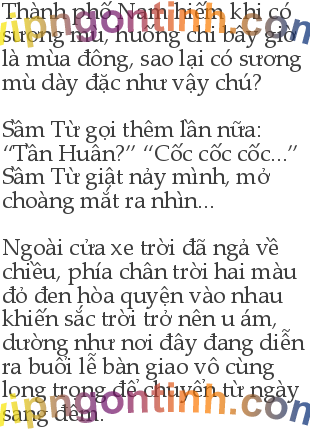 Thành phố Nam hiếm khi có
sương mù, huống chi bây giờ
là mùa đông, sao lại có sương
mù dày đặc như vậy chú?

Sầm Từ gọi thêm lần nữa:
“Tần Huân?” “Cốc cốc cốc...”
Sầm Từ giật nảy mình, mở
choàng mắt ra nhìn...

Ngoài cửa xe trời đã ngả về
chiều, phía chân trời hai màu
đỏ đen hòa quyện vào nhau
khiến sắc trời trở nên u ám,
dường như nơi đây đang diễn
ra buổi lễ bàn giao vô cùng
long trọng để chuyển từ ngày
sang đêm.